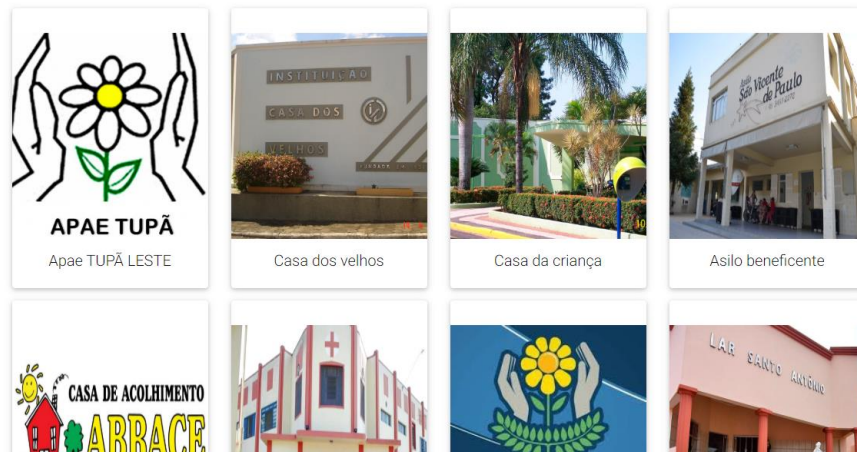 APAE TUPÃ
Apae TUPÃ LESTE
INSTITUIÇÃO
CASA DOS
VELHOS
Casa dos velhos
Casa da criança
São Vicente
de Paulo
Asilo beneficente
CASA DE ACOLHIMENTO
ABRACE
LAR SANTO ANTÔNIO